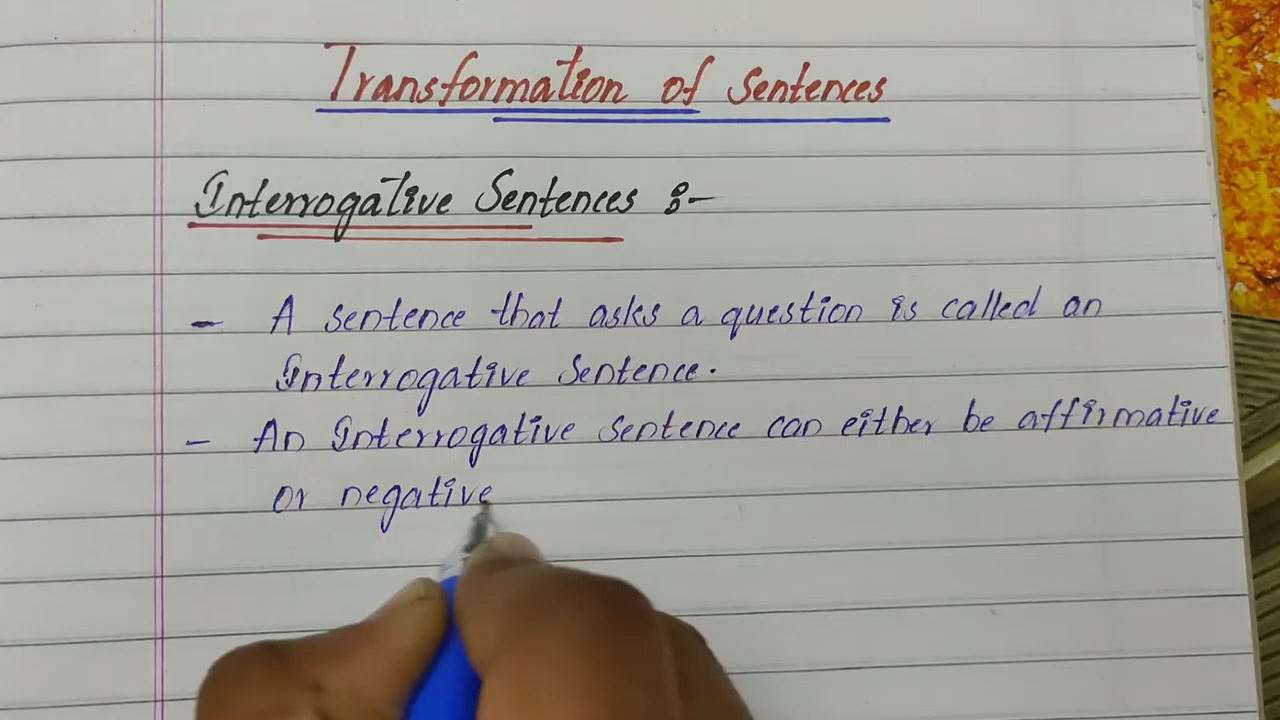 Transformation of Sentences
Interrogative Sentences :-
- A sentence that asks a question is called an
Interrogative Sentence.
- An Interrogative sentence can either be affirmative
or negative